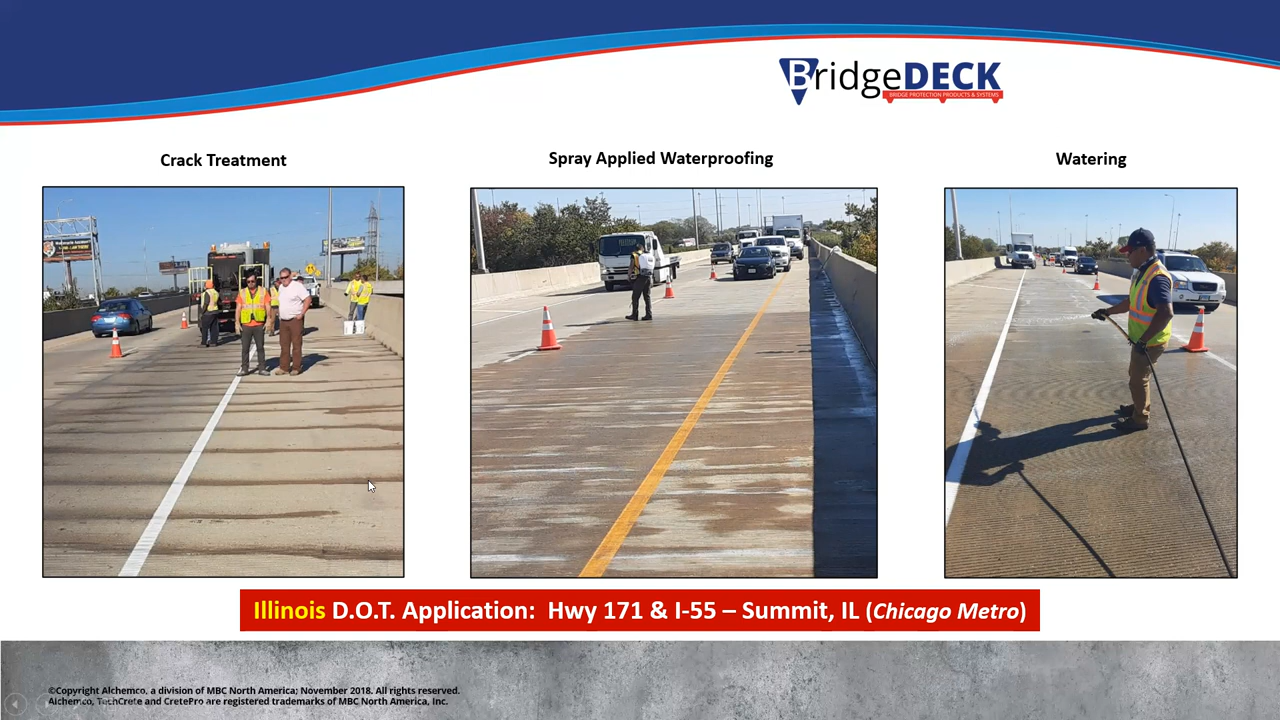 BridgeDECK
BRIDGE PROTECTION PRODUCTS & SYSTEMS
Crack Treatment
Spray Applied Waterproofing
Watering
Illinois D.O.T. Application: Hwy 171 & I-55 – Summit, IL (Chicago Metro)
©Copyright Alchemco, a division of MBC North America; November 2018. All rights reserved.
Alchemco, TechCrete and CretePro are registered trademarks of MBC North America, Inc.